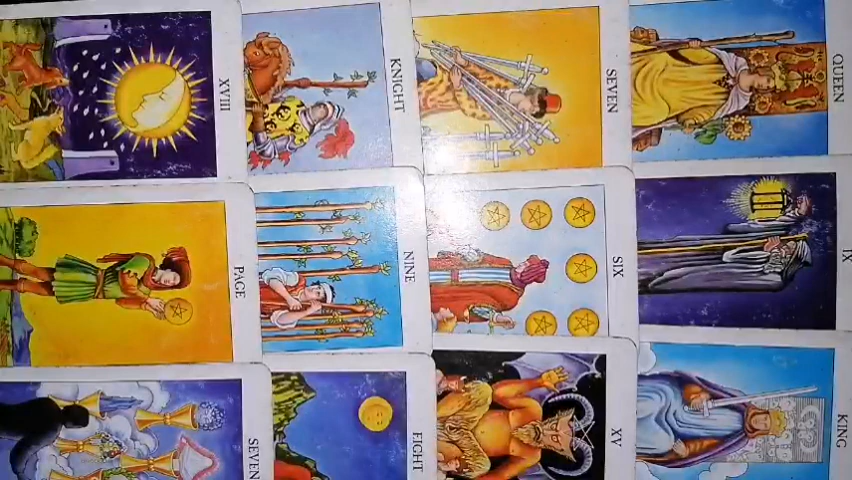 XVIII
KNIGHT
SEVEN
QUEEN
PAGE
NINE
SIX
IX
SEVEN
EIGHT
XV
KING